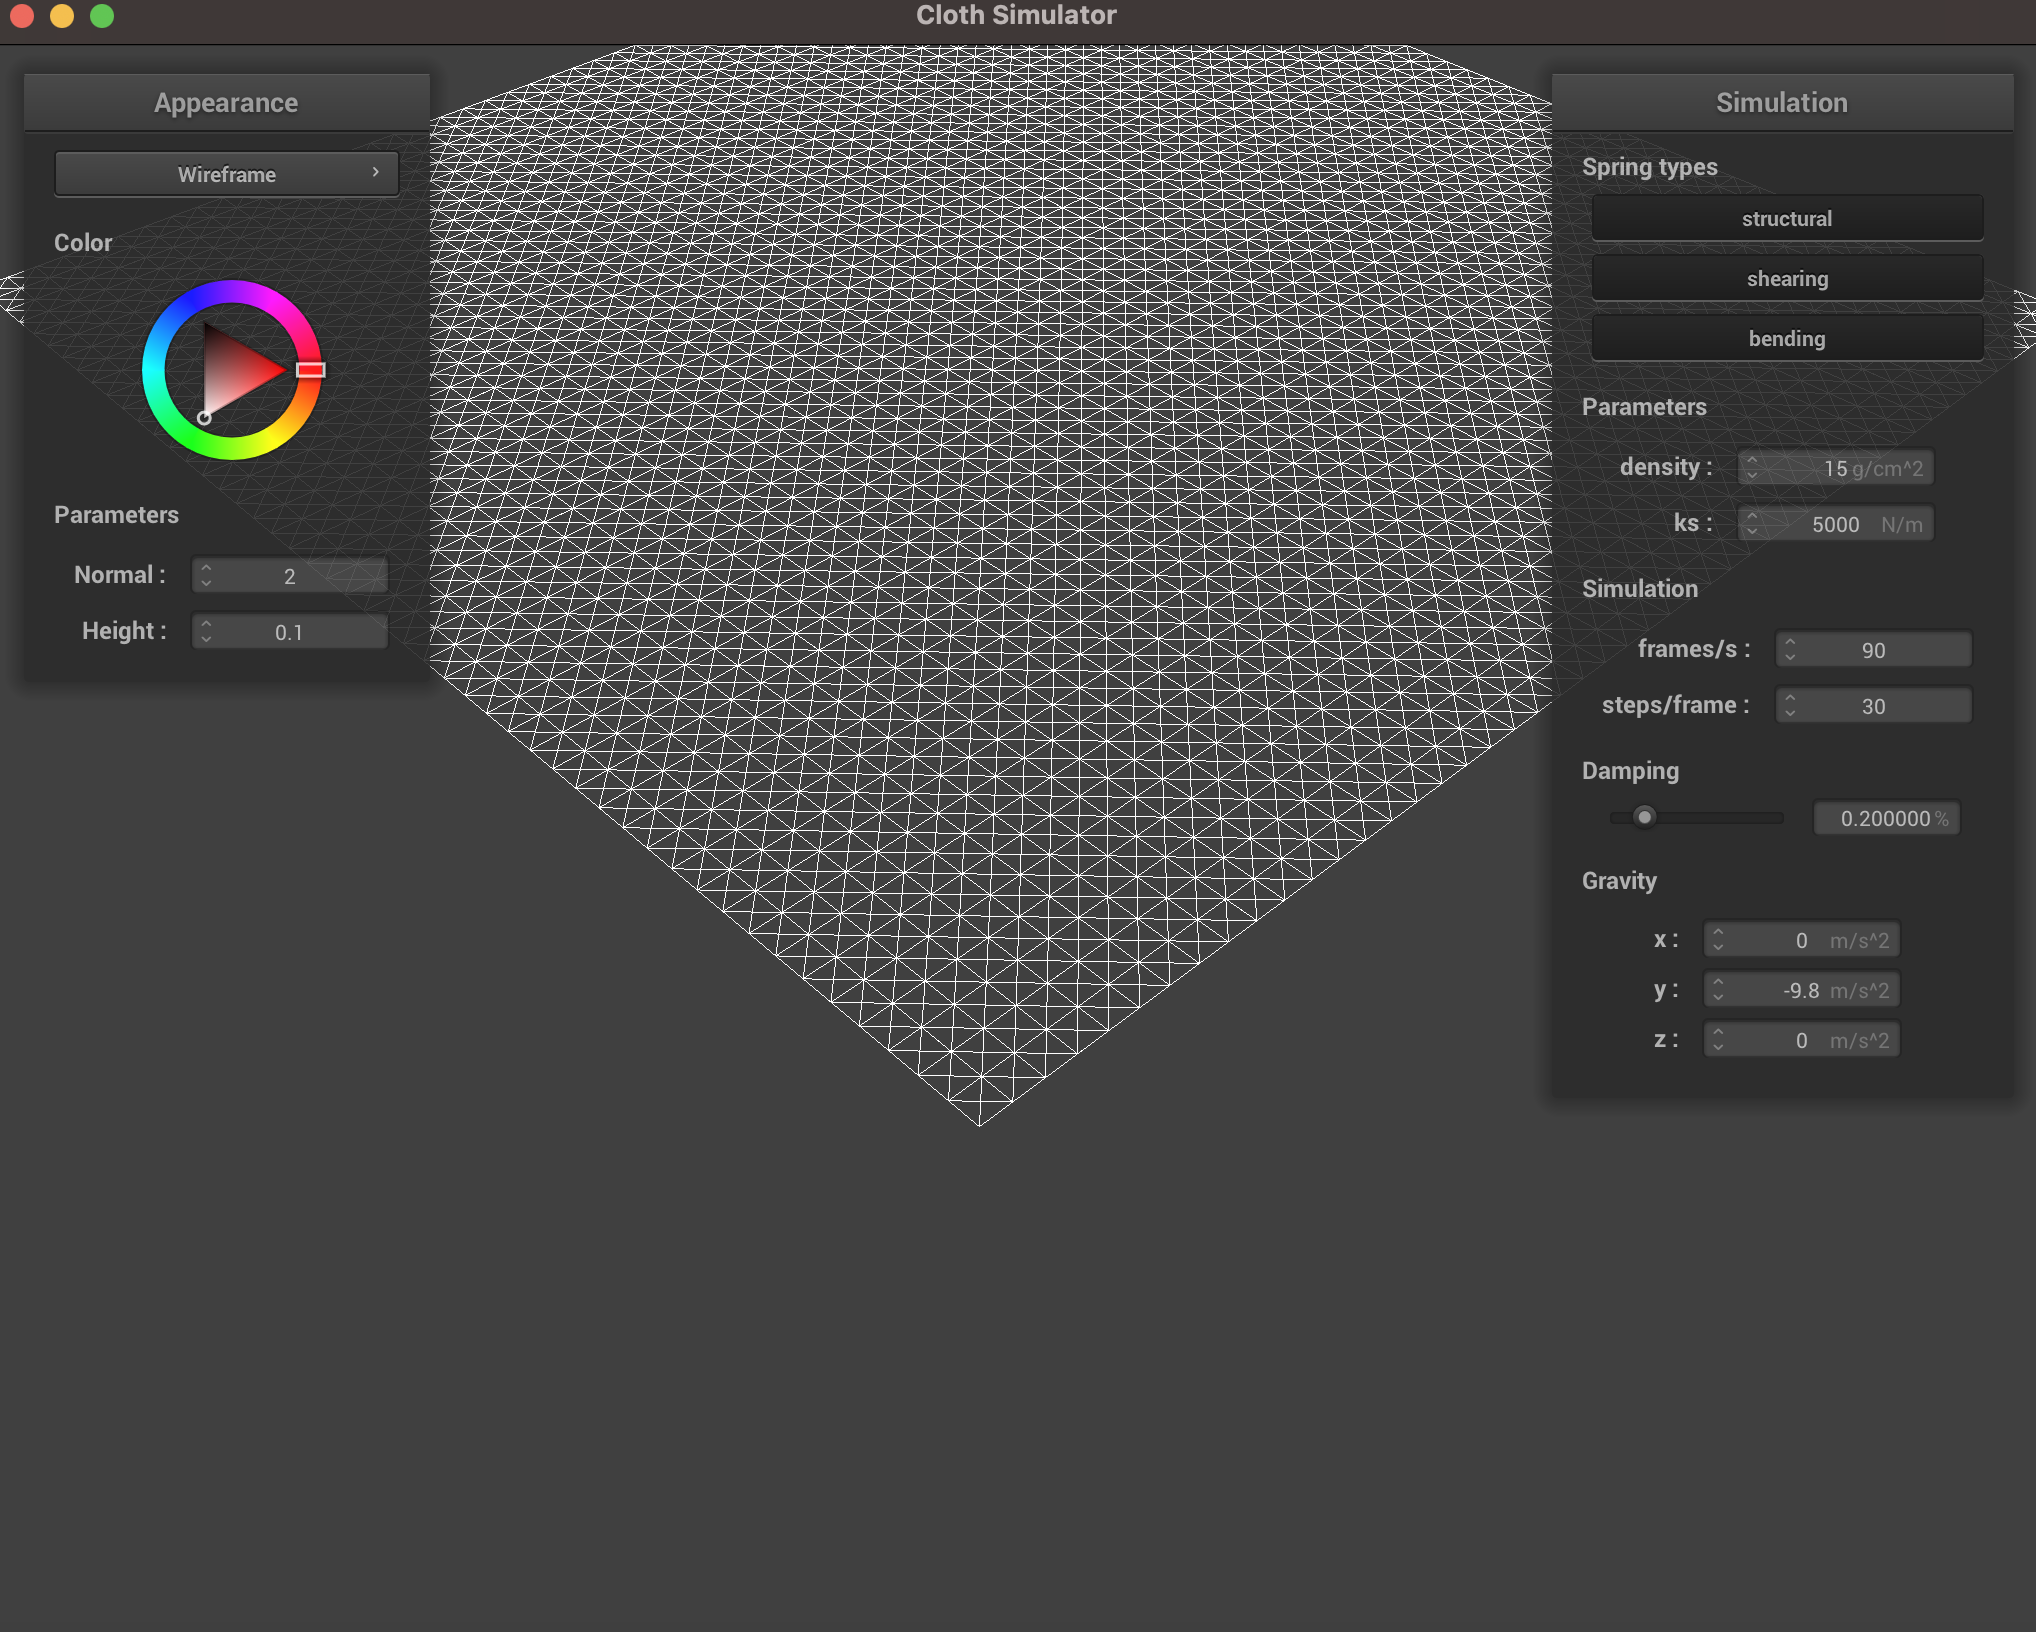 Cloth Simulator
Appearance
Wireframe
Color
Parameters
Normal : 2
Height : 0.1
Simulation
Spring types
structural
shearing
bending
Parameters
density : 15 g/cm^2
ks : 5000 N/m
Simulation
frames/s : 90
steps/frame : 30
Damping
0.200000 %
Gravity
x : 0 m/s^2
y : -9.8 m/s^2
z : 0 m/s^2